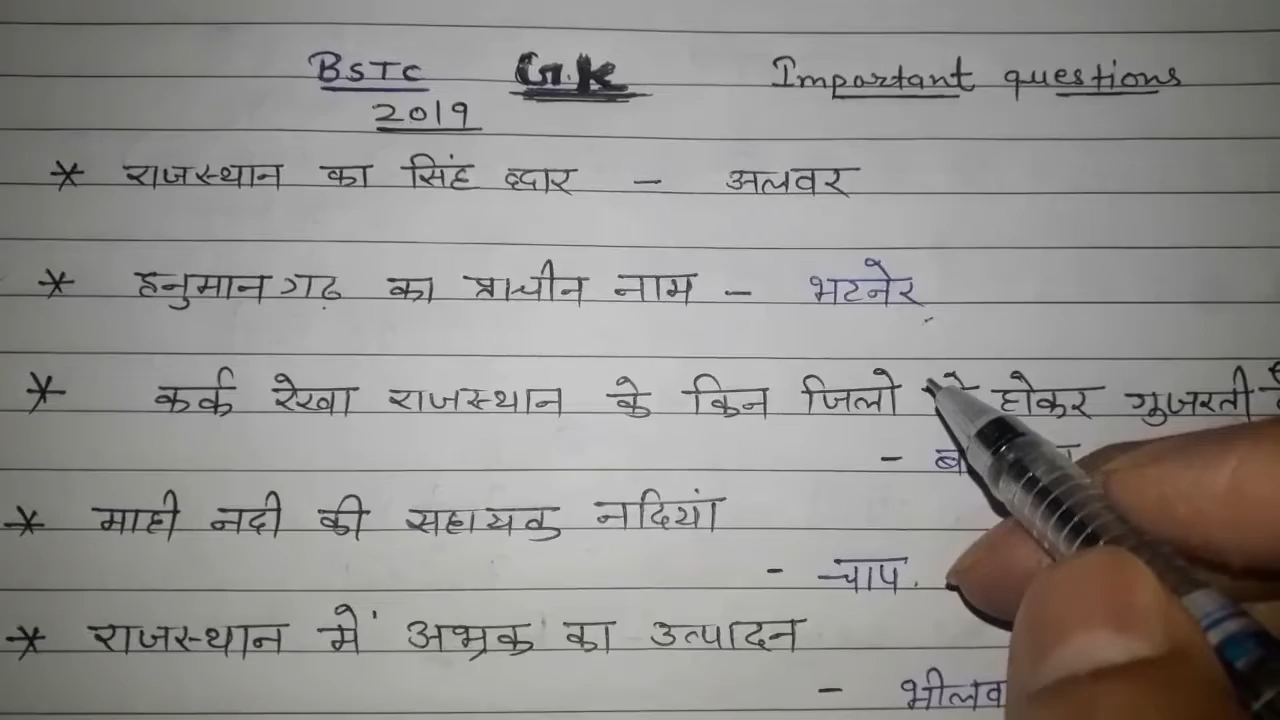 BSTC G.K Important questions
2019
* राजस्थान का सिंह द्वार - अलवर
* हनुमानगढ़ का प्राचीन नाम - भटनेर
* कर्क रेखा राजस्थान के किन जिलो होकर गुजरती
-
* माही नदी की सहायक नदियां
- चाप.
* राजस्थान में अभ्रक का उत्पादन
-